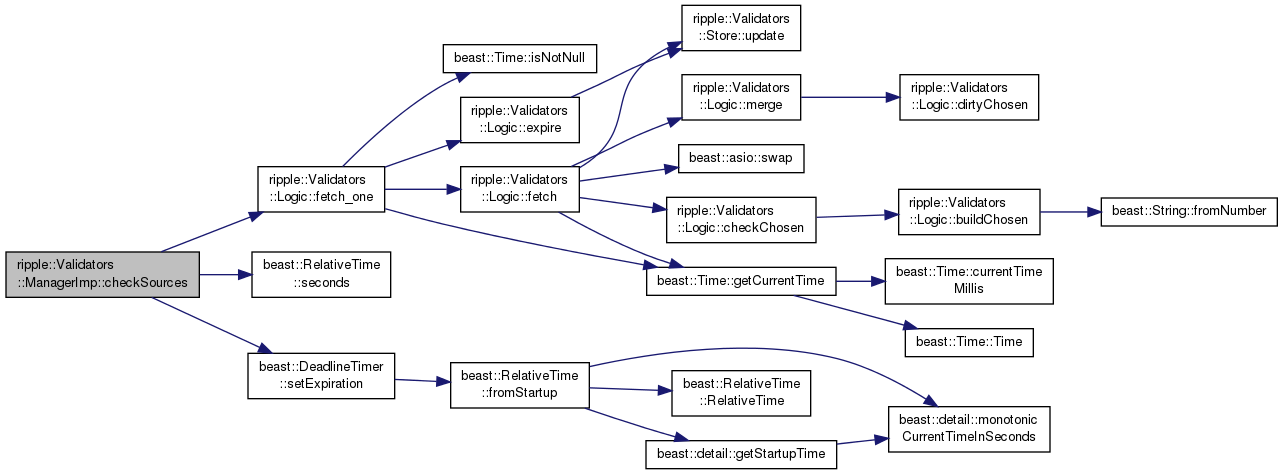 ripple::Validators
::ManagerImp::checkSources
ripple::Validators
::Logic::fetch_one
beast::RelativeTime
::seconds
beast::DeadlineTimer
::setExpiration
beast::Time::isNotNull
ripple::Validators
::Logic::expire
ripple::Validators
::Logic::fetch
beast::RelativeTime
::fromStartup
ripple::Validators
::Store::update
ripple::Validators
::Logic::merge
beast::asio::swap
ripple::Validators
::Logic::checkChosen
beast::Time::getCurrentTime
beast::RelativeTime
::RelativeTime
beast::detail::getStartupTime
ripple::Validators
::Logic::dirtyChosen
ripple::Validators
::Logic::buildChosen
beast::Time::currentTime
Millis
beast::Time::Time
beast::detail::monotonic
CurrentTimeInSeconds
beast::String::fromNumber